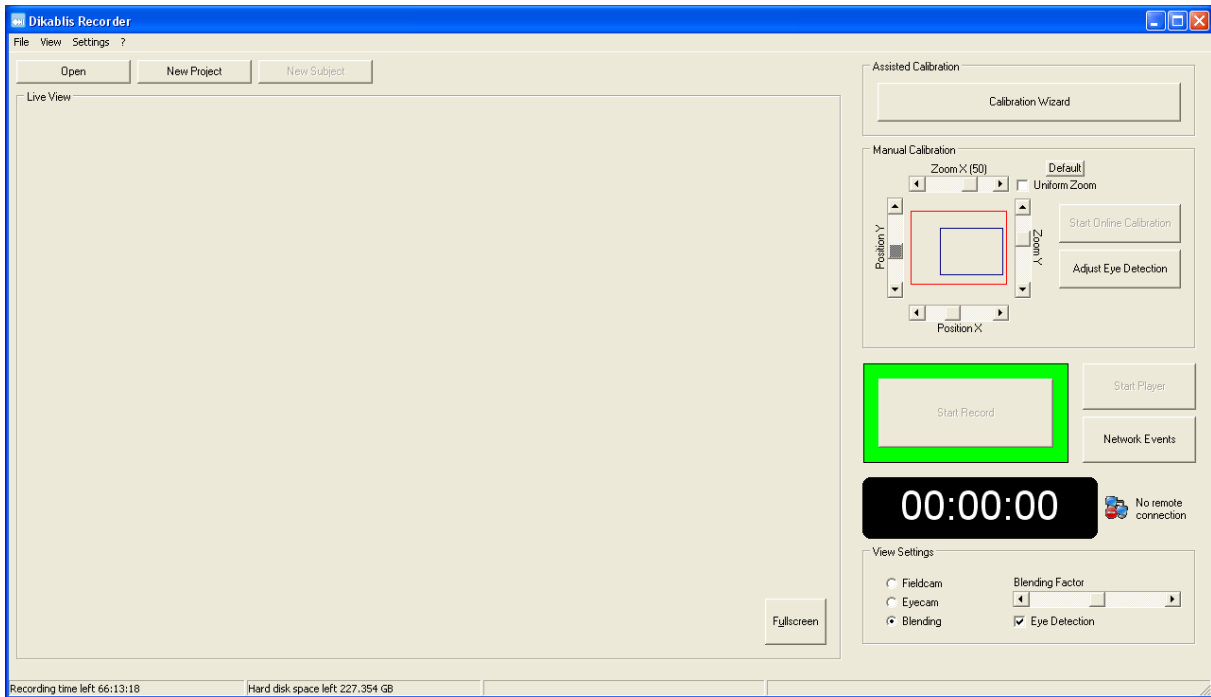 Dikablis Recorder
File View Settings ?
Open New Project New Subject
Live View
Fullscreen
Assisted Calibration
Calibration Wizard
Manual Calibration
Zoom X (50)
Default
Uniform Zoom
Position Y
Zoom Y
Start Online Calibration
Adjust Eye Detection
Position X
Start Record
Start Player
Network Events
00:00:00
No remote
connection
View Settings
Fieldcam
Eyecam
Blending
Blending Factor
Eye Detection
Recording time left 66:13:18 Hard disk space left 227.354 GB